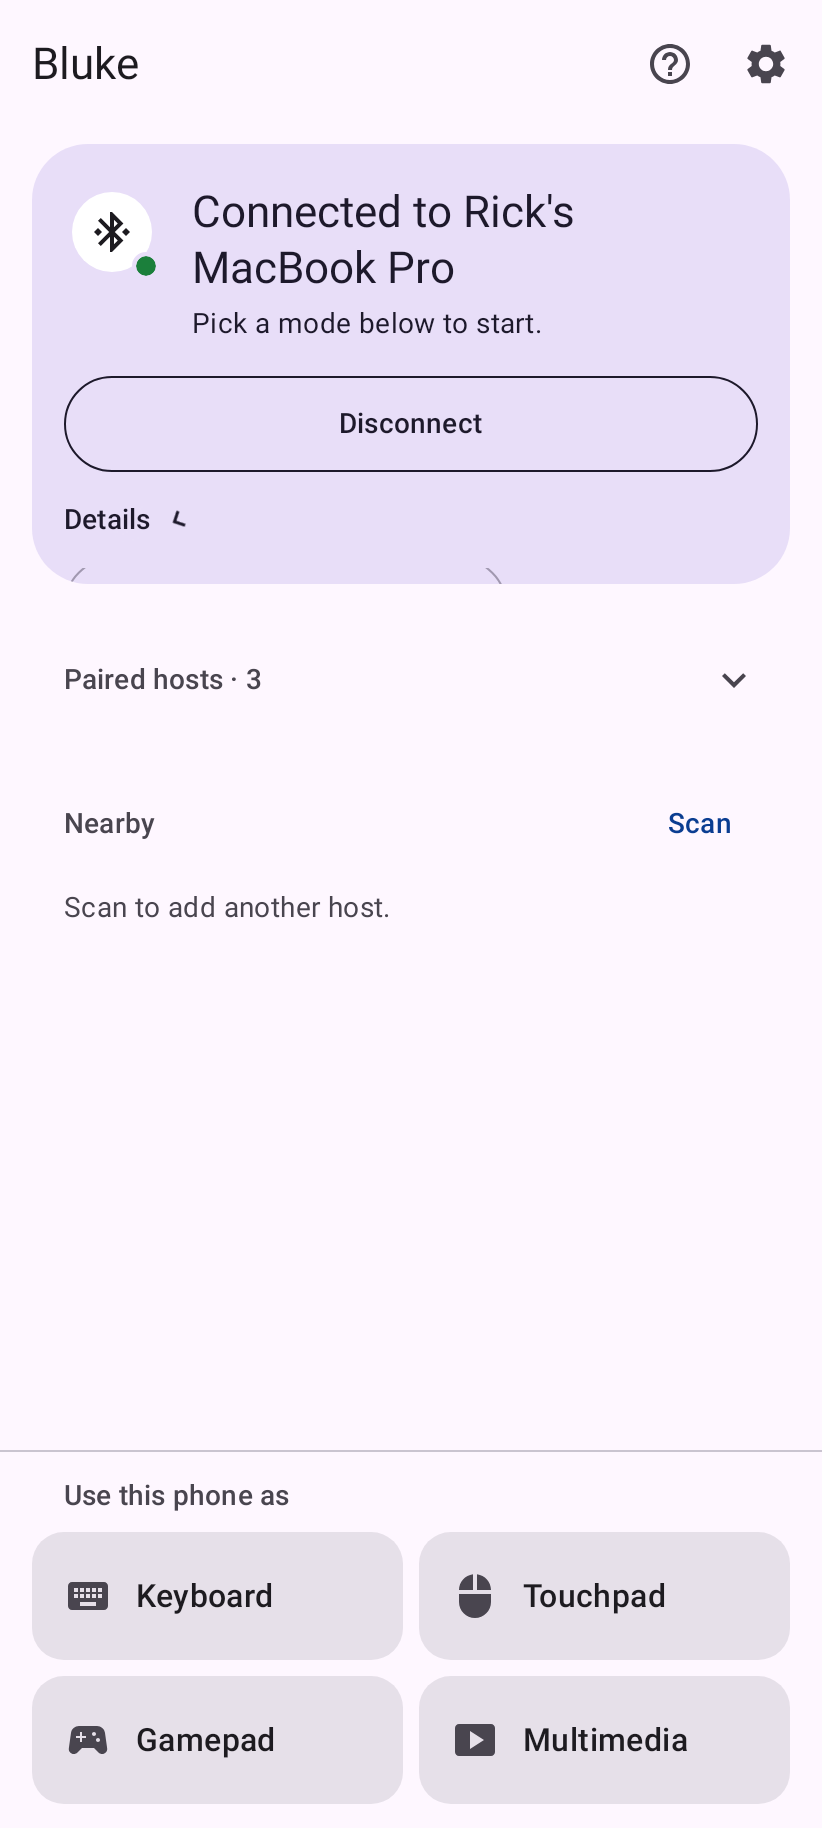 Bluke
Connected to Rick's
MacBook Pro
Pick a mode below to start.
Disconnect
Details
Paired hosts · 3
Nearby
Scan
Scan to add another host.
Use this phone as
Keyboard
Touchpad
Gamepad
Multimedia